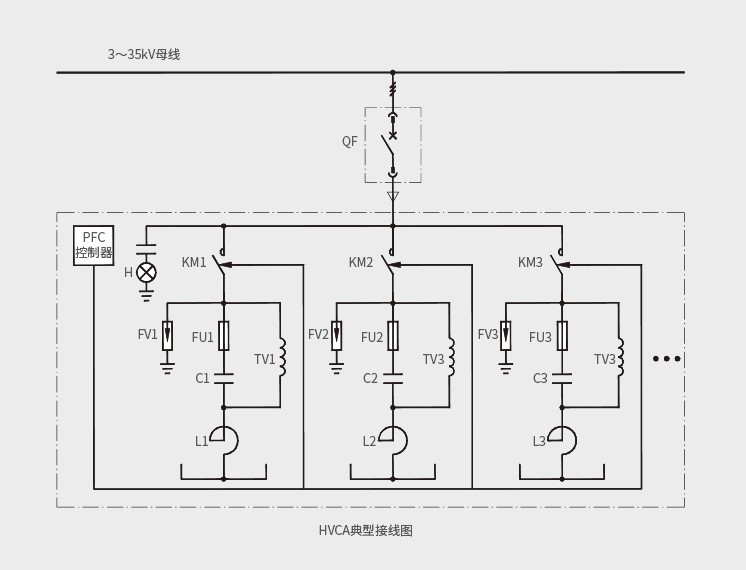 3～35kV母线
QF
PFC
控制器
H
KM1
KM2
KM3
FV1
FU1
TV1
FV2
FU2
TV3
FV3
FU3
TV3
C1
C2
C3
L1
L2
L3
HVCA典型接线图